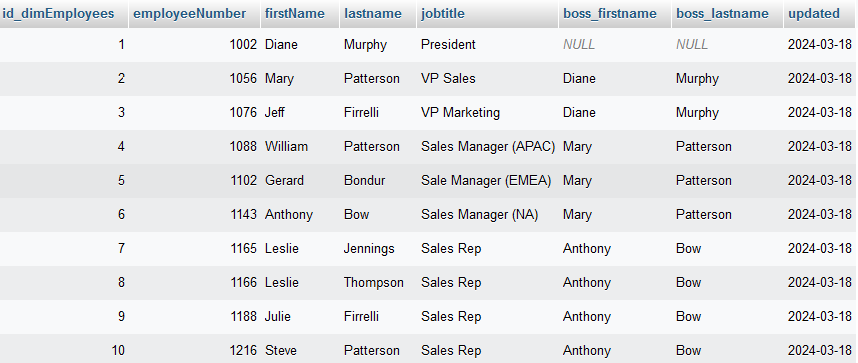 id_dimEmployees employeeNumber firstName lastname jobtitle boss_firstname boss_lastname updated
1 1002 Diane Murphy President NULL NULL 2024-03-18
2 1056 Mary Patterson VP Sales Diane Murphy 2024-03-18
3 1076 Jeff Firrelli VP Marketing Diane Murphy 2024-03-18
4 1088 William Patterson Sales Manager (APAC) Mary Patterson 2024-03-18
5 1102 Gerard Bondur Sale Manager (EMEA) Mary Patterson 2024-03-18
6 1143 Anthony Bow Sales Manager (NA) Mary Patterson 2024-03-18
7 1165 Leslie Jennings Sales Rep Anthony Bow 2024-03-18
8 1166 Leslie Thompson Sales Rep Anthony Bow 2024-03-18
9 1188 Julie Firrelli Sales Rep Anthony Bow 2024-03-18
10 1216 Steve Patterson Sales Rep Anthony Bow 2024-03-18